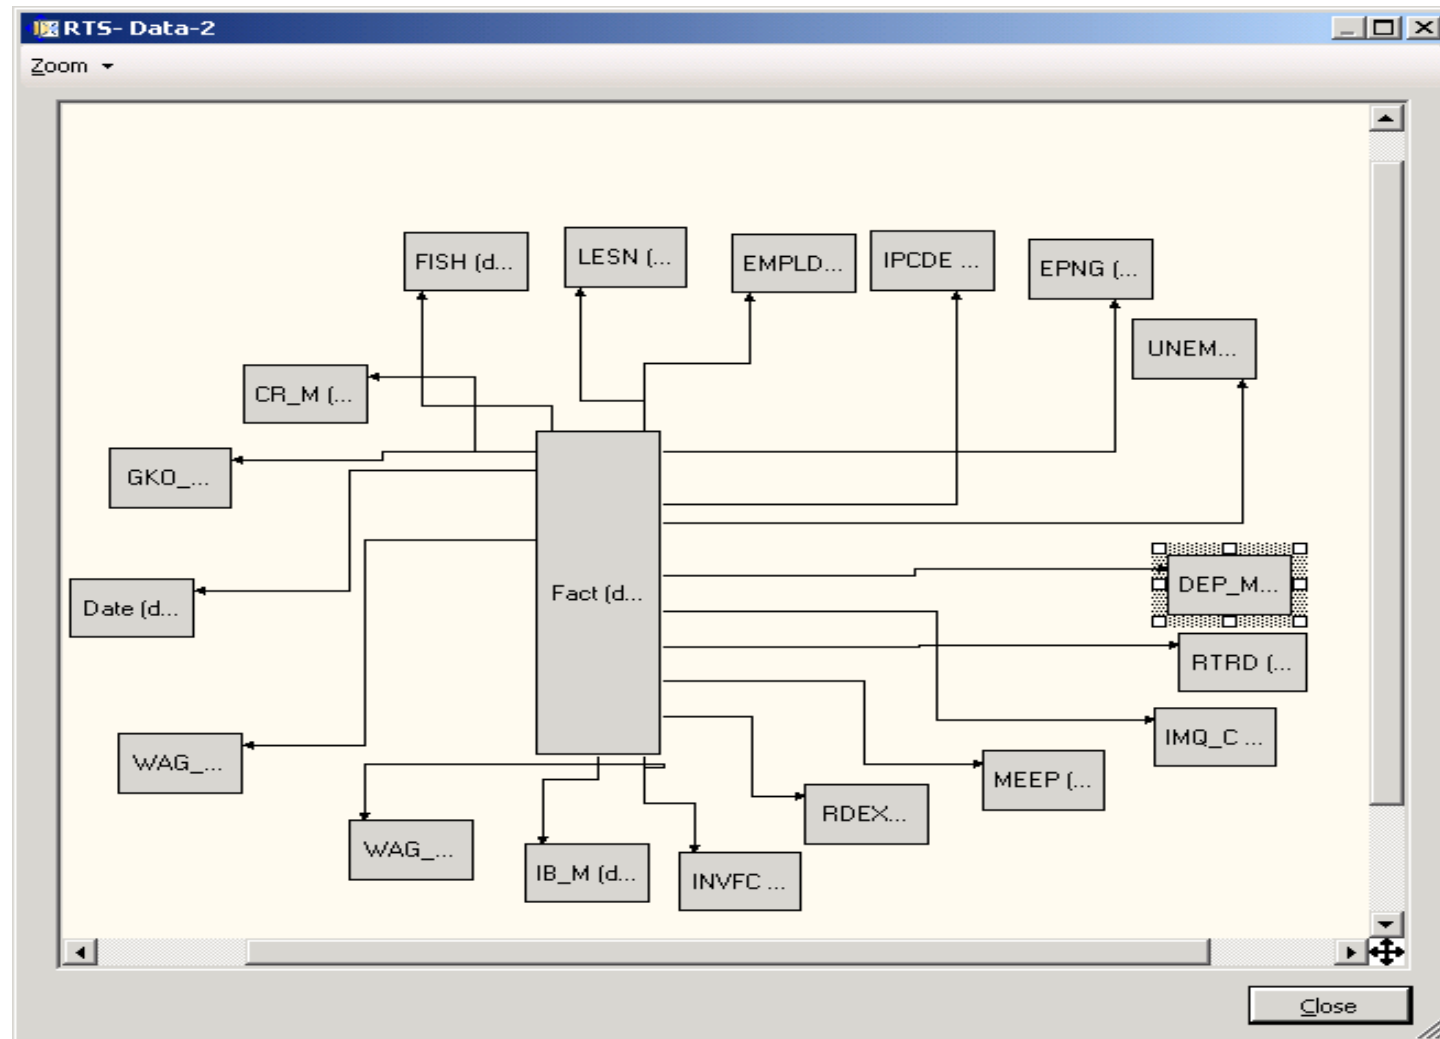 RTS- Data-2
Zoom
FISH (d...
LESN (...
EMPLD...
IPCDE ...
EPNG (...
UNEM...
CR_M (...
GKO_...
Date (d...
Fact (d...
DEP_M...
RTRD (...
IMQ_C ...
WAG_...
MEEP (...
RDEX...
WAG_...
IB_M (d...
INVFC ...
Close